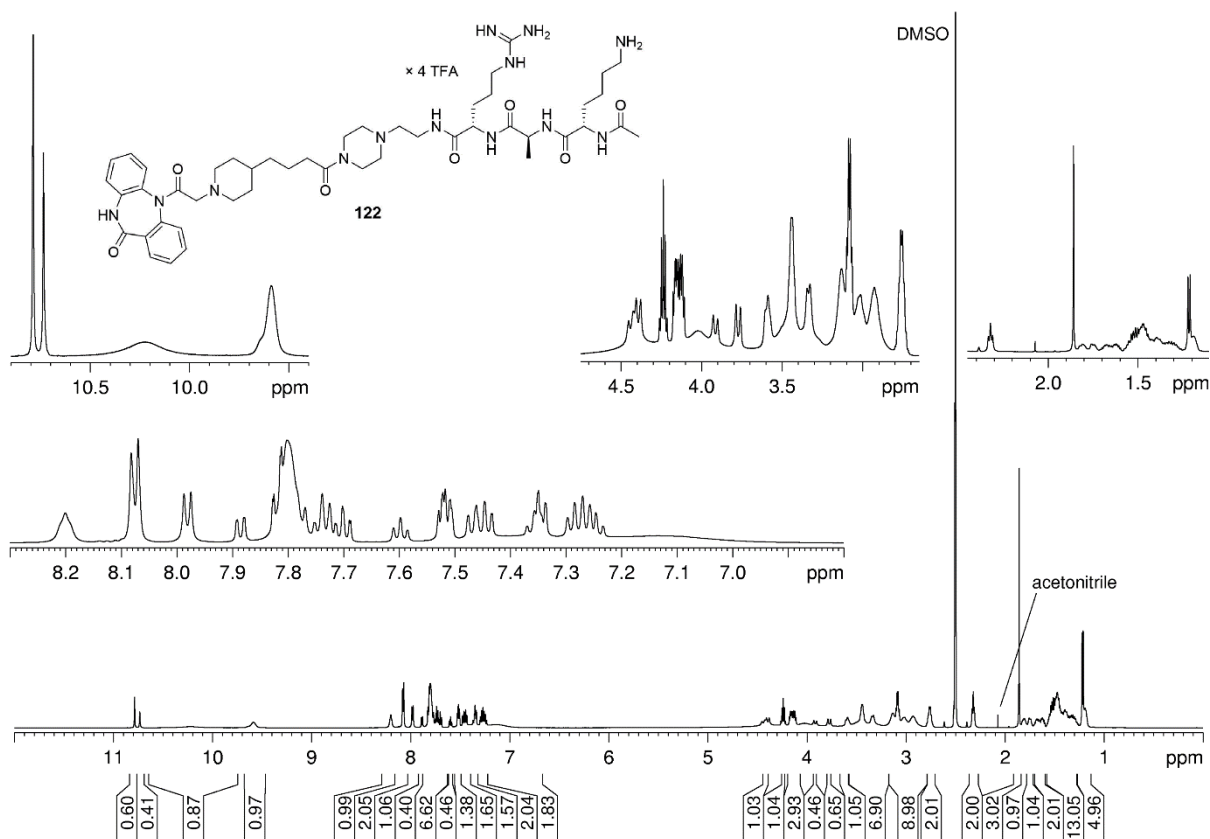 DMSO
HN NH₂
NH
× 4 TFA
NH₂
H
N
O
N
H
O
H
N
O
N
H
O
N
N
O
O
N
N
HN
O
122
10.5 10.0 ppm
4.5 4.0 3.5 ppm
2.0 1.5 ppm
8.2 8.1 8.0 7.9 7.8 7.7 7.6 7.5 7.4 7.3 7.2 7.1 7.0 ppm
acetonitrile
11 10 9 8 7 6 5 4 3 2 1 ppm
0.60 0.41 0.87 0.97 0.99 2.05 1.06 0.40 6.62 0.46 1.38 1.65 1.57 2.04 1.83 1.03 1.04 2.93 0.46 0.65 1.05 6.90 8.98 2.01 2.00 3.02 0.97 1.04 2.01 13.05 4.96